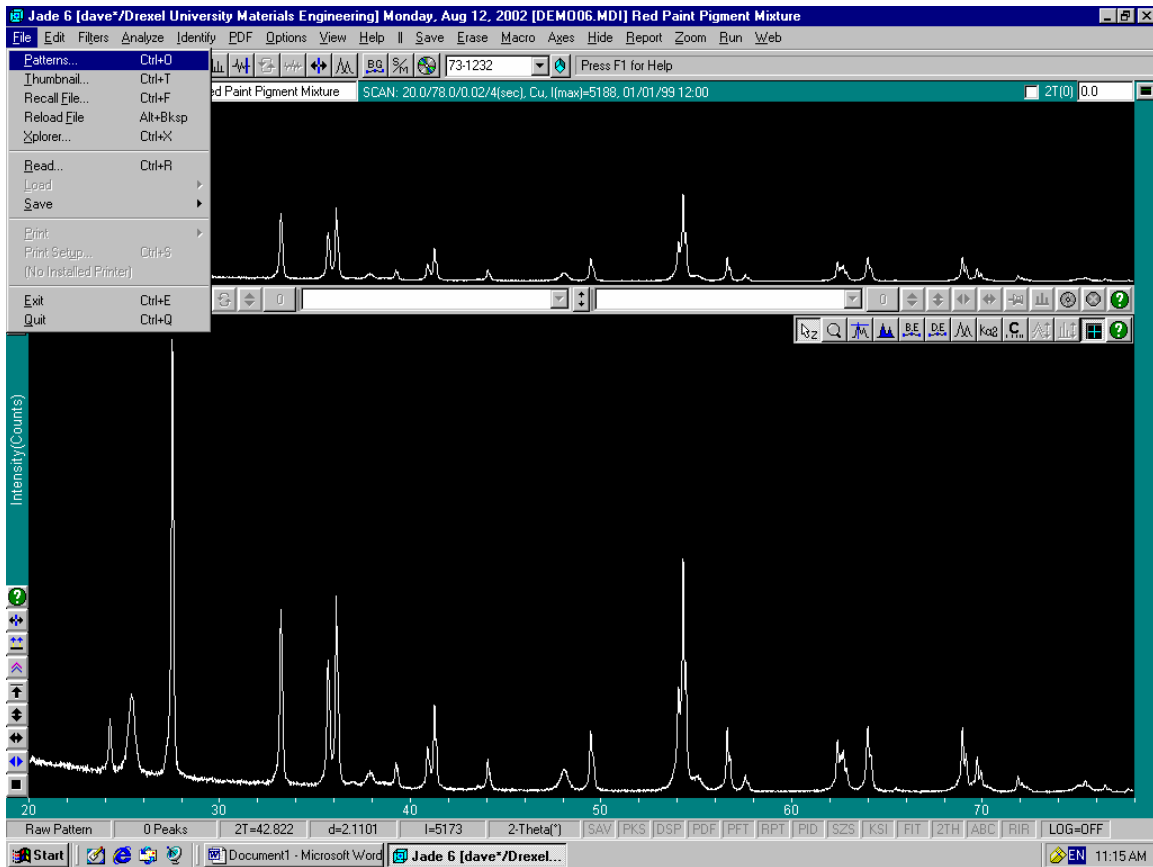 Jade 6 [dave*/Drexel University Materials Engineering] Monday, Aug 12, 2002 [DEMO06.MDI] Red Paint Pigment Mixture
File Edit Filters Analyze Identify PDF Options View Help || Save Erase Macro Axes Hide Report Zoom Run Web
Patterns... Ctrl+O
BG S/M 73-1232 Press F1 for Help
Thumbnail... Ctrl+T
ed Paint Pigment Mixture SCAN: 20.0/78.0/0.02/4(sec), Cu, I(max)=5188, 01/01/99 12:00 2T(0) 0.0
Recall File... Ctrl+F
Reload File Alt+Bksp
Xplorer... Ctrl+X
Read... Ctrl+R
Load
Save
Print
Print Setup... Ctrl+S
(No Installed Printer)
Exit Ctrl+E
0 0 ?
Quit Ctrl+Q
Z B.E D.E kα2 C ?
Intensity(Counts)
?
20 30 40 50 60 70
Raw Pattern 0 Peaks 2T=42.822 d=2.1101 I=5173 2-Theta(°) SAV PKS DSP PDF PFT RPT PID SZS KSI FIT 2TH ABC RIR LOG=OFF
Start Document1 - Microsoft Word Jade 6 [dave*/Drexel... EN 11:15 AM